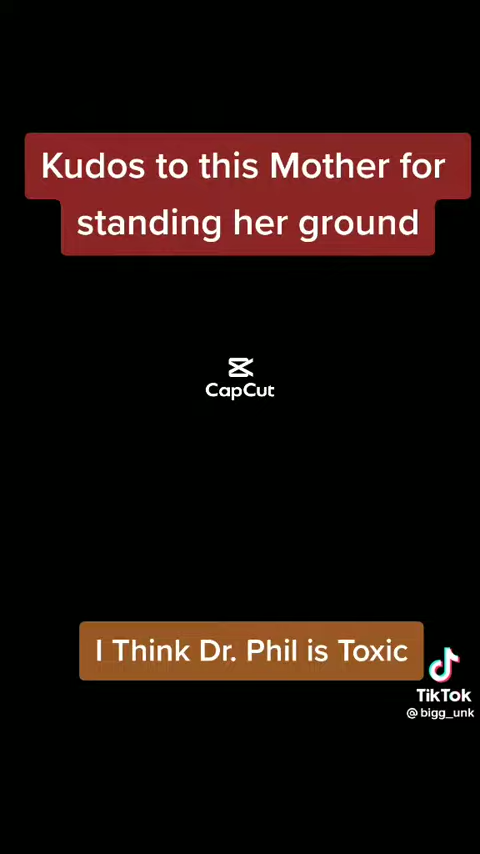 Kudos to this Mother for
standing her ground
CapCut
I Think Dr. Phil is Toxic
TikTok
@bigg_unk